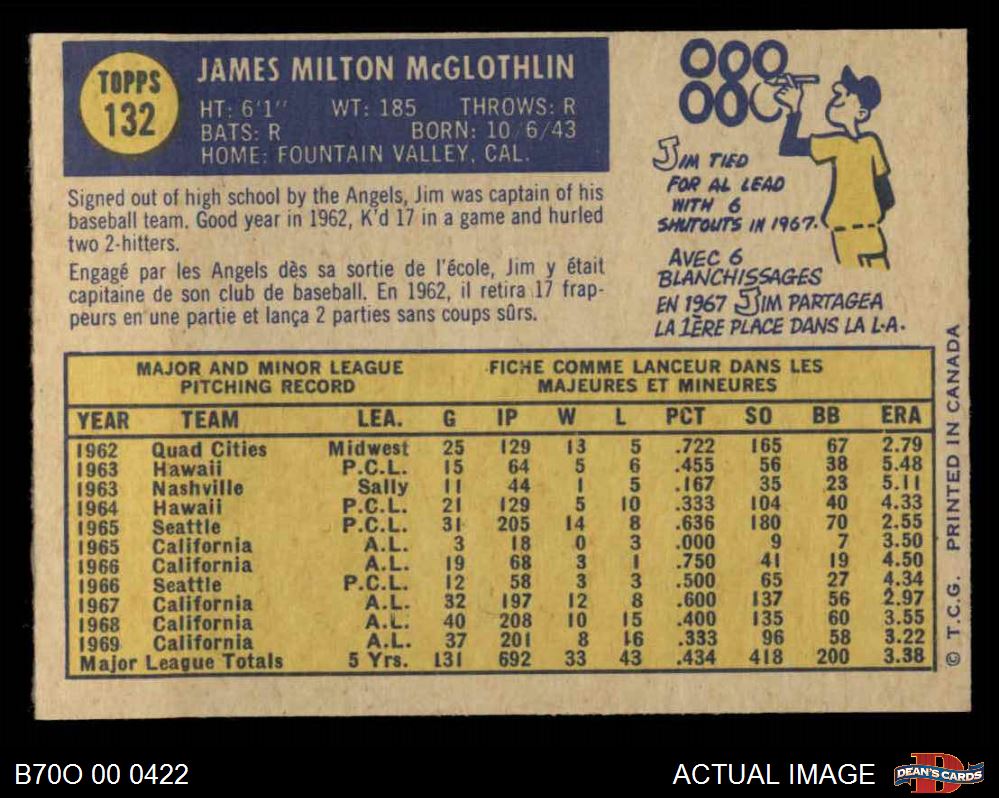 TOPPS
132
JAMES MILTON McGLOTHLIN
HT: 6'1" WT: 185 THROWS: R
BATS: R BORN: 10 6/43
HOME: FOUNTAIN VALLEY, CAL.
Signed out of high school by the Angels, Jim was captain of his
baseball team. Good year in 1962, K'd 17 in a game and hurled
two 2-hitters.
Engagé par les Angels dès sa sortie de l'école, Jim y était
capitaine de son club de baseball. En 1962, il retira 17 frap-
peurs en une partie et lança 2 parties sans coups sûrs.
000
000
JIM TIED
FOR AL LEAD
WITH 6
SHUTOUTS IN 1967.
AVEC 6
BLANCHISSAGES
EN 1967 JIM PARTAGEA
LA 1ÈRE PLACE DANS LA L.A.
MAJOR AND MINOR LEAGUE
PITCHING RECORD
FICHE COMME LANCEUR DANS LES
MAJEURES ET MINEURES
YEAR TEAM LEA. G IP W L PCT SO BB ERA
1962 Quad Cities Midwest 25 129 13 5 .722 165 67 2.79
1963 Hawaii P.C.L. 15 64 5 6 .455 56 38 5.48
1963 Nashville Sally 11 44 1 5 .167 35 23 5.11
1964 Hawaii P.C.L. 21 129 5 10 .333 104 40 4.33
1965 Seattle P.C.L. 31 205 14 8 .636 180 70 2.55
1965 California A.L. 3 18 0 3 .000 9 7 3.50
1966 California A.L. 19 68 3 1 .750 41 19 4.50
1966 Seattle P.C.L. 12 58 3 3 .500 65 27 4.34
1967 California A.L. 32 197 12 8 .600 137 56 2.97
1968 California A.L. 40 208 10 15 .400 135 60 3.55
1969 California A.L. 37 201 8 16 .333 96 58 3.22
Major League Totals 5 Yrs. 131 692 33 43 .434 418 200 3.38
© T.C.G. PRINTED IN CANADA
B70O 00 0422
ACTUAL IMAGE
D
DEAN'S CARDS